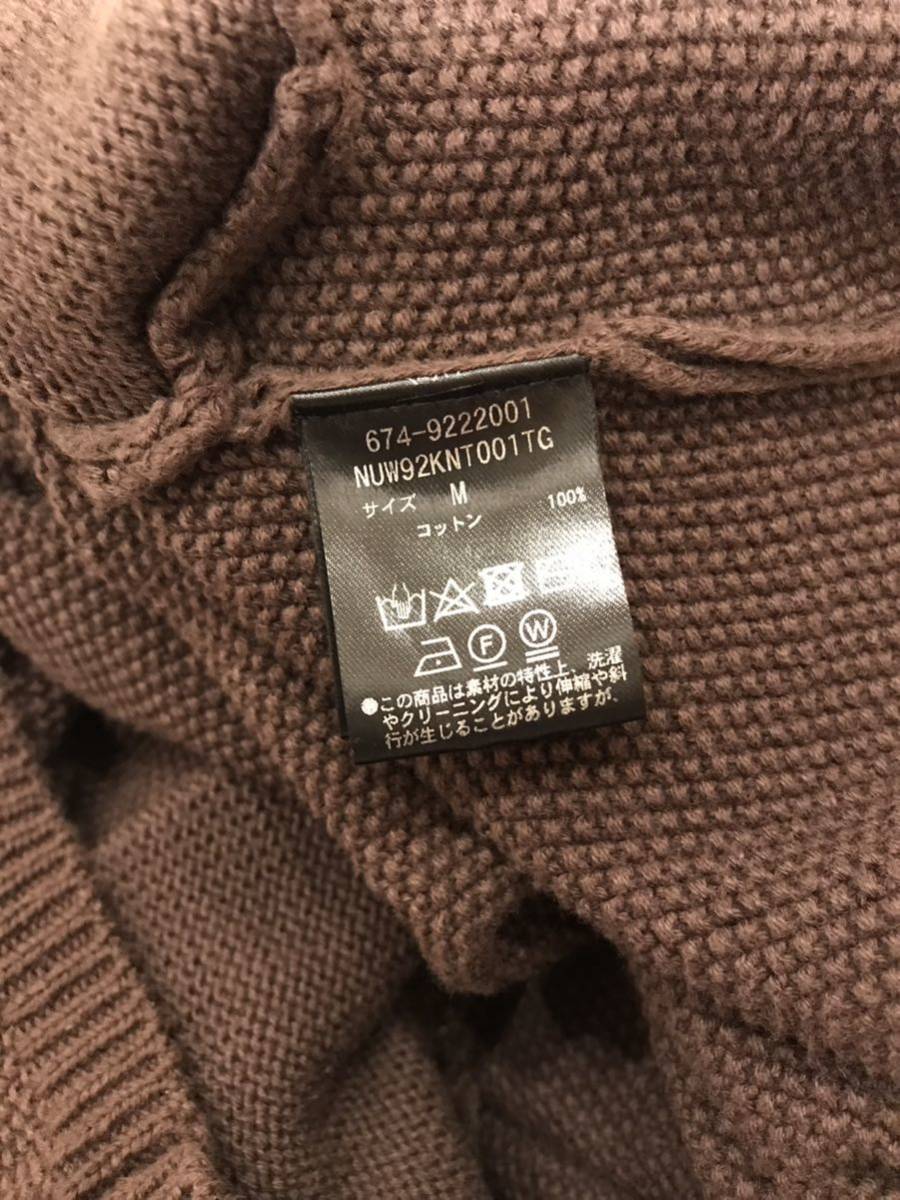 674-9222001
NUW92KNT001TG
サイズ M
コットン 100%
F W
●この商品は素材の特性上、洗濯
やクリーニングにより伸縮や斜
行が生じることがありますが、